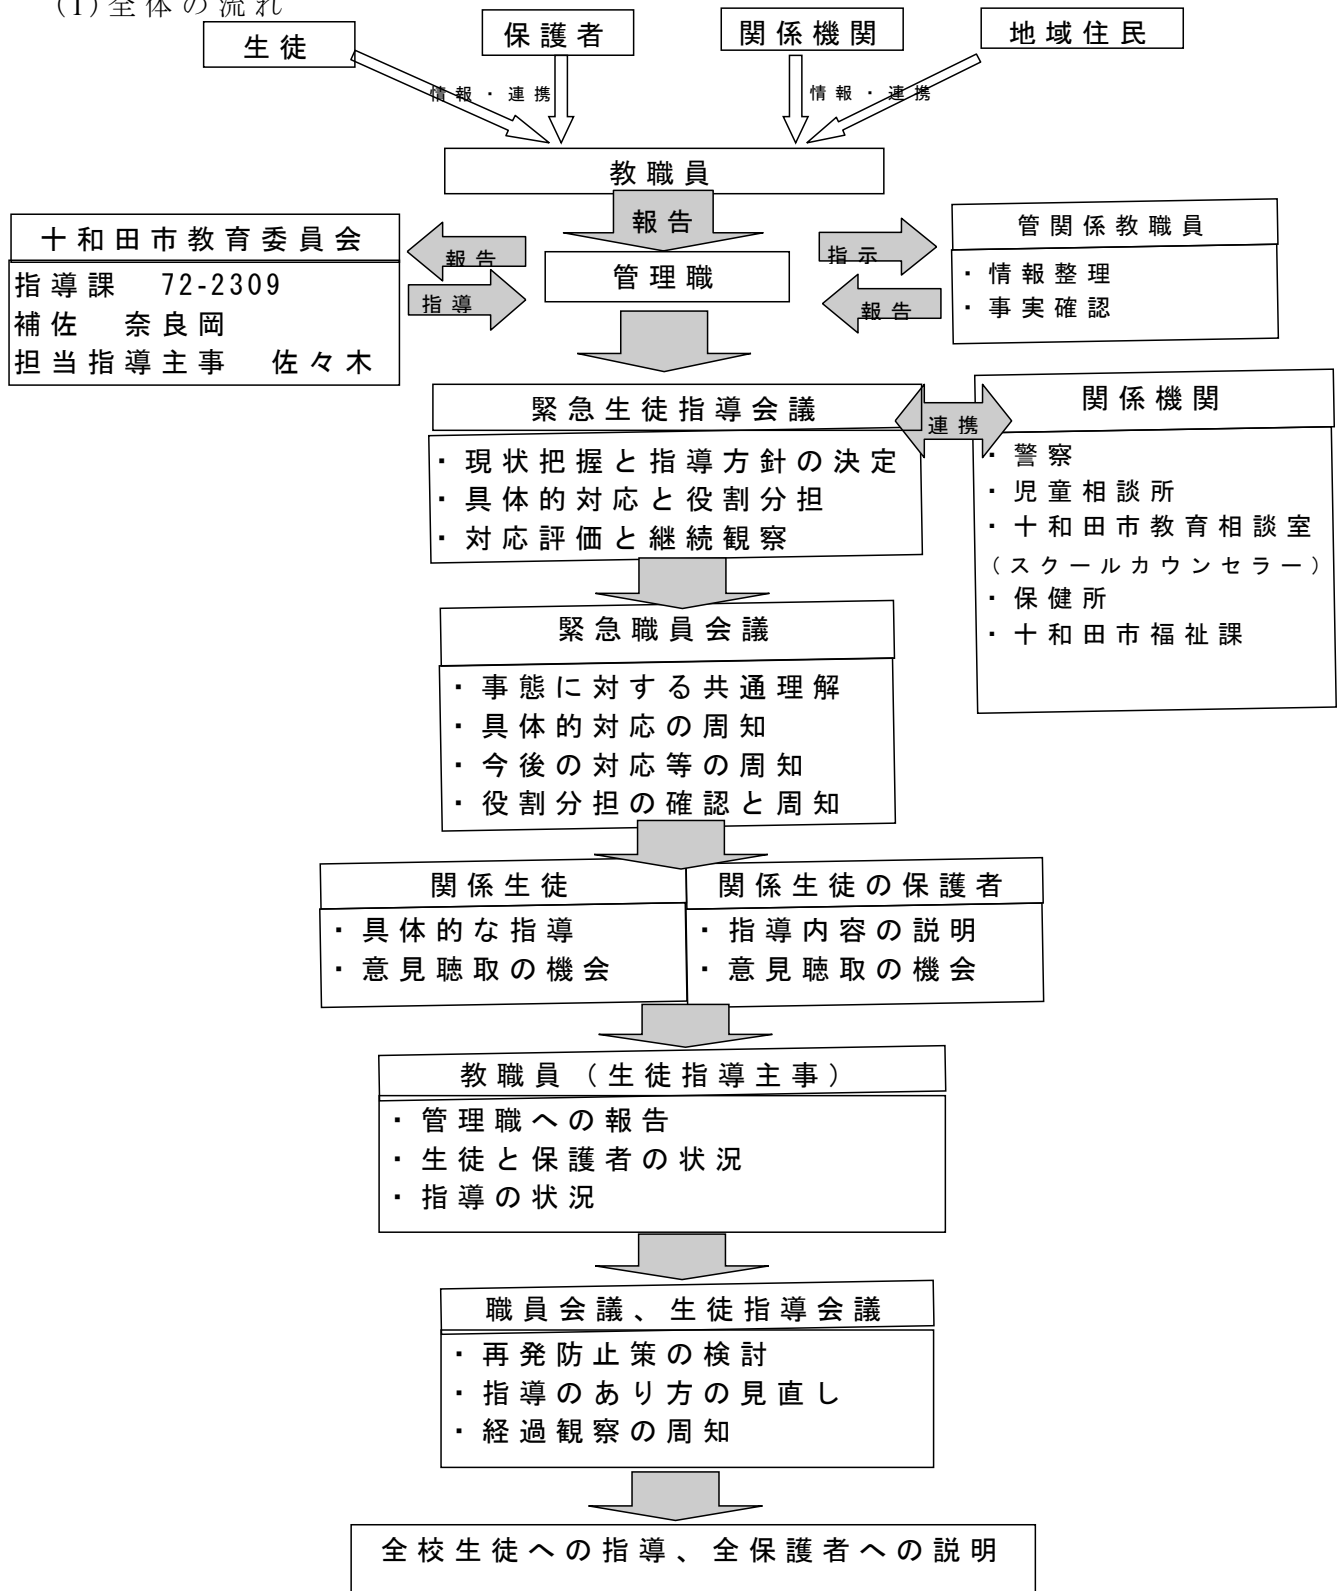 (1)全体の流れ
生徒
保護者
関係機関
地域住民
情報・連携
情報・連携
教職員
報告
十和田市教育委員会
指導課 72-2309
補佐 奈良岡
担当指導主事 佐々木
報告
指導
管理職
指示
報告
管関係教職員
・情報整理
・事実確認
緊急生徒指導会議
・現状把握と指導方針の決定
・具体的対応と役割分担
・対応評価と継続観察
連携
関係機関
・警察
・児童相談所
・十和田市教育相談室
(スクールカウンセラー)
・保健所
・十和田市福祉課
緊急職員会議
・事態に対する共通理解
・具体的対応の周知
・今後の対応等の周知
・役割分担の確認と周知
関係生徒
・具体的な指導
・意見聴取の機会
関係生徒の保護者
・指導内容の説明
・意見聴取の機会
教職員(生徒指導主事)
・管理職への報告
・生徒と保護者の状況
・指導の状況
職員会議、生徒指導会議
・再発防止策の検討
・指導のあり方の見直し
・経過観察の周知
全校生徒への指導、全保護者への説明